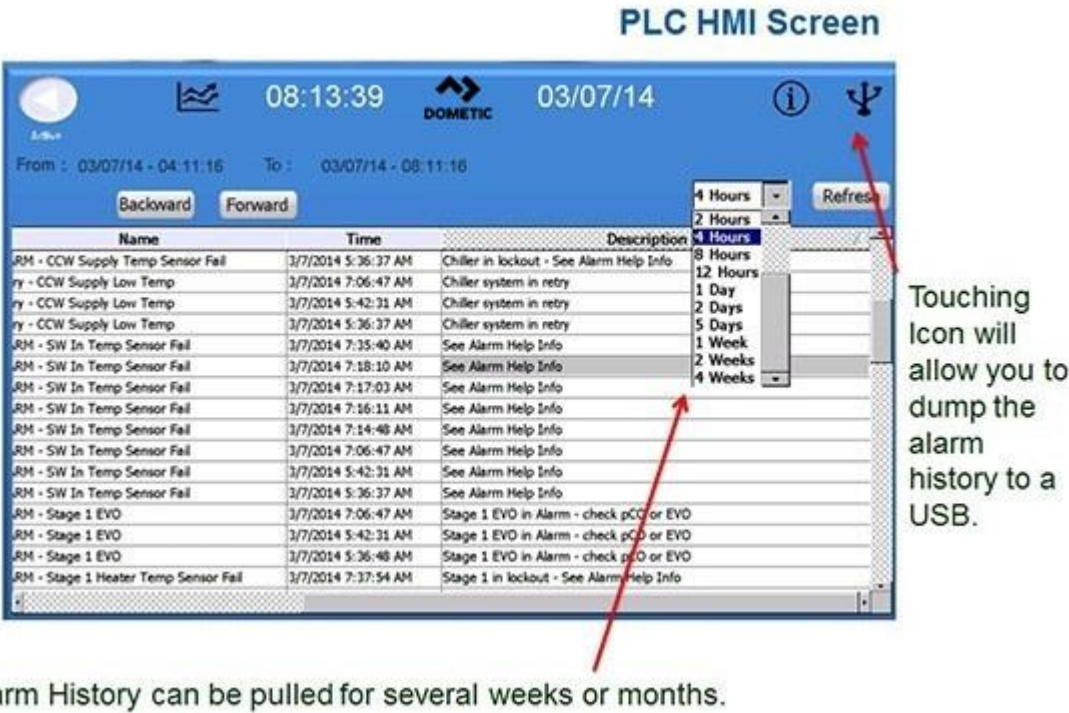 PLC HMI Screen
08:13:39
DOMETIC
03/07/14
Active
From : 03/07/14 - 04:11:16 To : 03/07/14 - 08:11:16
Backward Forward 4 Hours Refresh
2 Hours
4 Hours
8 Hours
12 Hours
1 Day
2 Days
5 Days
1 Week
2 Weeks
4 Weeks
Name Time Description
RM - CCW Supply Temp Sensor Fail 3/7/2014 5:36:37 AM Chiller in lockout - See Alarm Help Info
ry - CCW Supply Low Temp 3/7/2014 7:06:47 AM Chiller system in retry
ry - CCW Supply Low Temp 3/7/2014 5:42:31 AM Chiller system in retry
ry - CCW Supply Low Temp 3/7/2014 5:36:37 AM Chiller system in retry
RM - SW In Temp Sensor Fail 3/7/2014 7:35:40 AM See Alarm Help Info
RM - SW In Temp Sensor Fail 3/7/2014 7:18:10 AM See Alarm Help Info
RM - SW In Temp Sensor Fail 3/7/2014 7:17:03 AM See Alarm Help Info
RM - SW In Temp Sensor Fail 3/7/2014 7:16:11 AM See Alarm Help Info
RM - SW In Temp Sensor Fail 3/7/2014 7:14:48 AM See Alarm Help Info
RM - SW In Temp Sensor Fail 3/7/2014 7:06:47 AM See Alarm Help Info
RM - SW In Temp Sensor Fail 3/7/2014 5:42:31 AM See Alarm Help Info
RM - SW In Temp Sensor Fail 3/7/2014 5:36:37 AM See Alarm Help Info
RM - Stage 1 EVO 3/7/2014 7:06:47 AM Stage 1 EVO in Alarm - check pCO or EVO
RM - Stage 1 EVO 3/7/2014 5:42:31 AM Stage 1 EVO in Alarm - check pCO or EVO
RM - Stage 1 EVO 3/7/2014 5:36:48 AM Stage 1 EVO in Alarm - check pCO or EVO
RM - Stage 1 Heater Temp Sensor Fail 3/7/2014 7:37:54 AM Stage 1 in lockout - See Alarm Help Info
Touching
Icon will
allow you to
dump the
alarm
history to a
USB.
arm History can be pulled for several weeks or months.